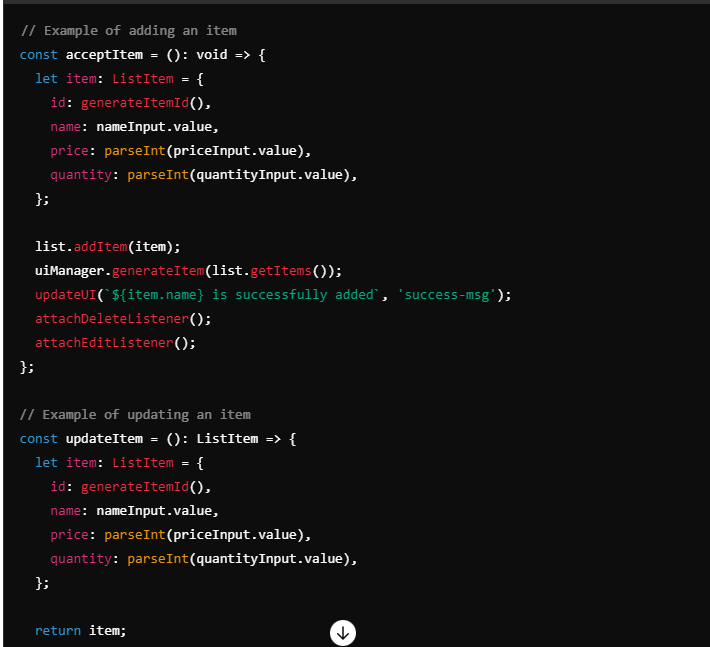 // Example of adding an item
const acceptItem = (): void => {
  let item: ListItem = {
    id: generateItemId(),
    name: nameInput.value,
    price: parseInt(priceInput.value),
    quantity: parseInt(quantityInput.value),
  };

  list.addItem(item);
  uiManager.generateItem(list.getItems());
  updateUI(`${item.name} is successfully added`, 'success-msg');
  attachDeleteListener();
  attachEditListener();
};

// Example of updating an item
const updateItem = (): ListItem => {
  let item: ListItem = {
    id: generateItemId(),
    name: nameInput.value,
    price: parseInt(priceInput.value),
    quantity: parseInt(quantityInput.value),
  };

  return item;